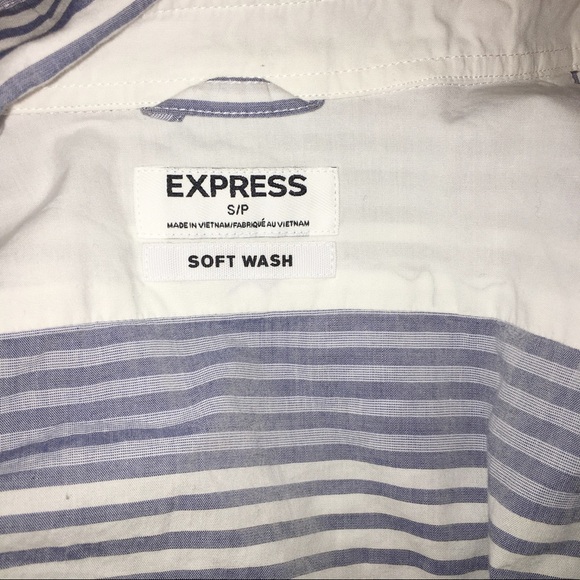 EXPRESS
S/P
MADE IN VIETNAM/FABRIQUÉ AU VIETNAM
SOFT WASH